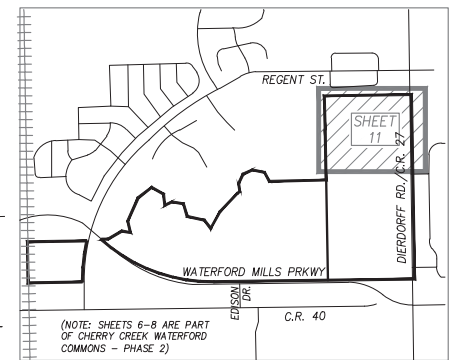 REGENT ST.
SHEET
11
DIERDORFF RD./C.R. 27
WATERFORD MILLS PRKWY
EDISON
DR.
C.R. 40
(NOTE: SHEETS 6-8 ARE PART
OF CHERRY CREEK WATERFORD
COMMONS - PHASE 2)